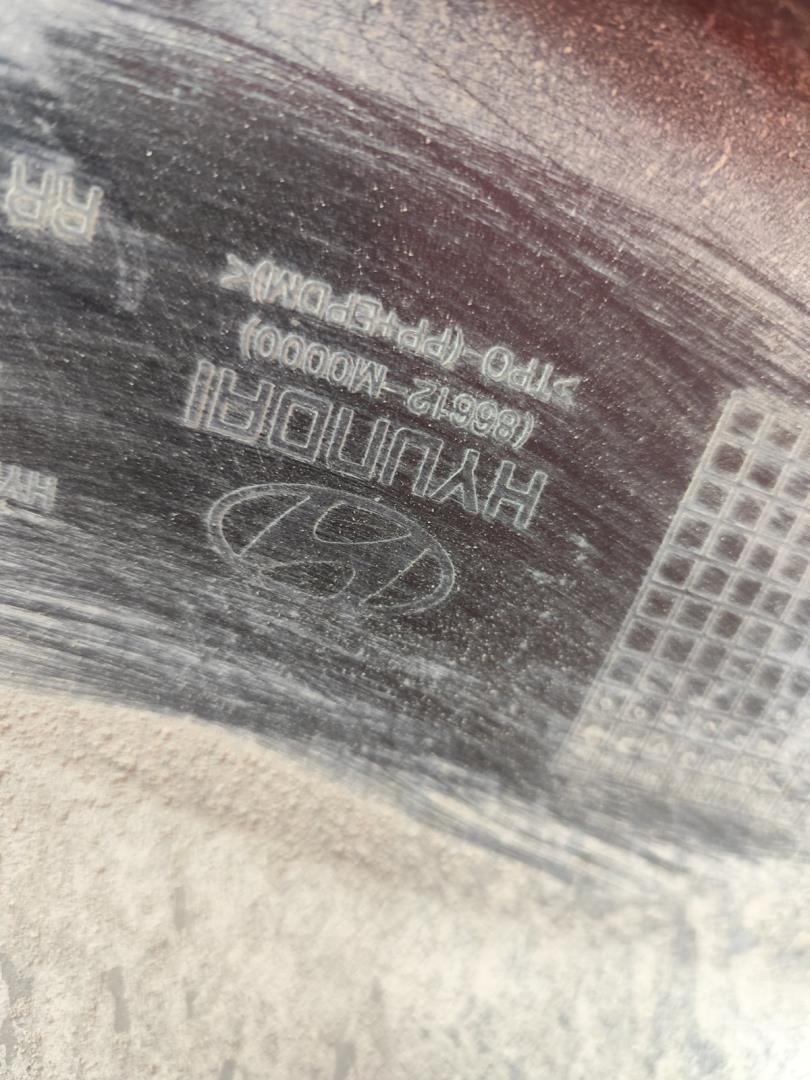 HYUNDAI
(86612-M0000)
>TPO-(PP+EPDM)<
RR